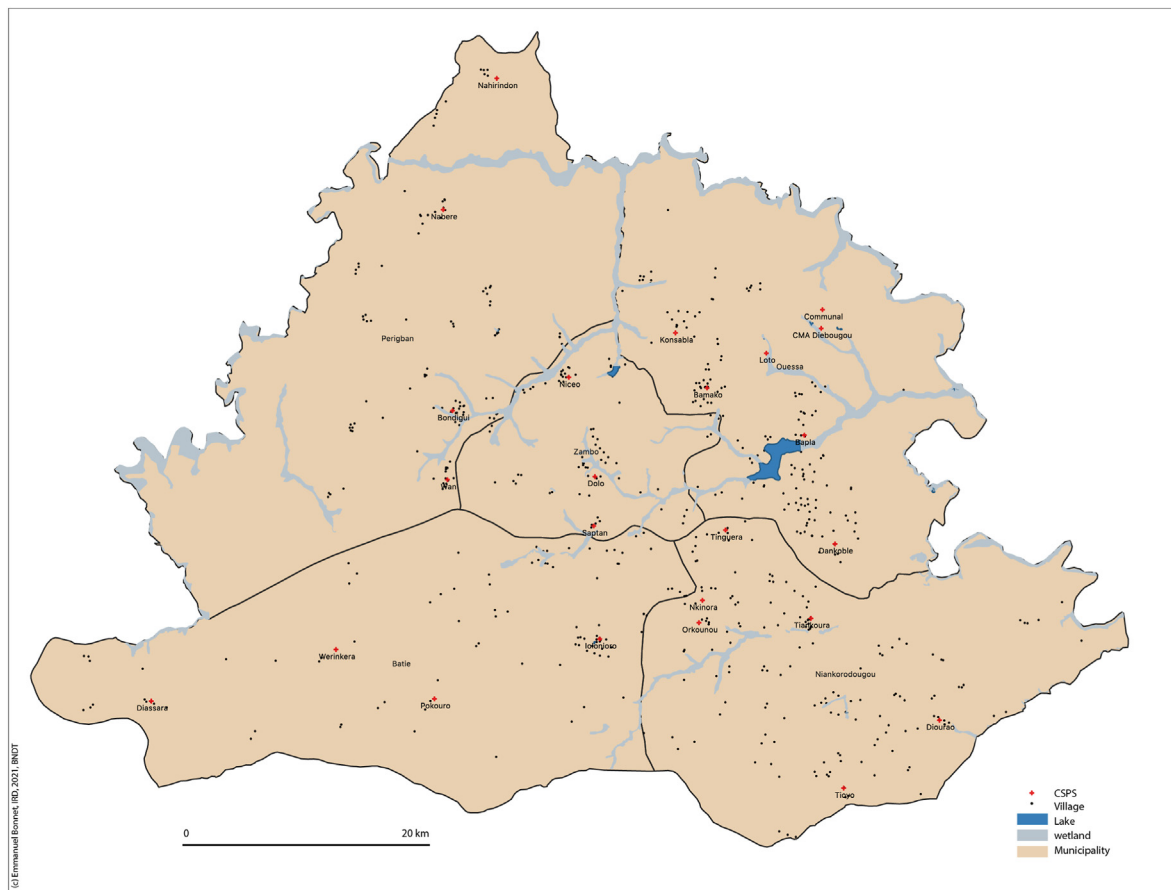 Nahirindon
Nabere
Perigban
Konsabla
Communal
CMA Diebougou
Loto
Ouessa
Niceo
Bamako
Bondigui
Bapla
Zambo
Dolo
Wan
Saptan
Tinguera
Dankoble
Nkinora
Orkounou
Tiankoura
Iolonioro
Werinkera
Batie
Niankorodougou
Diassara
Pokouro
Diourao
Tioyo
0
20 km
CSPS
Village
Lake
wetland
Municipality
(c) Emmanuel Bonnet, IRD, 2021, BNDT